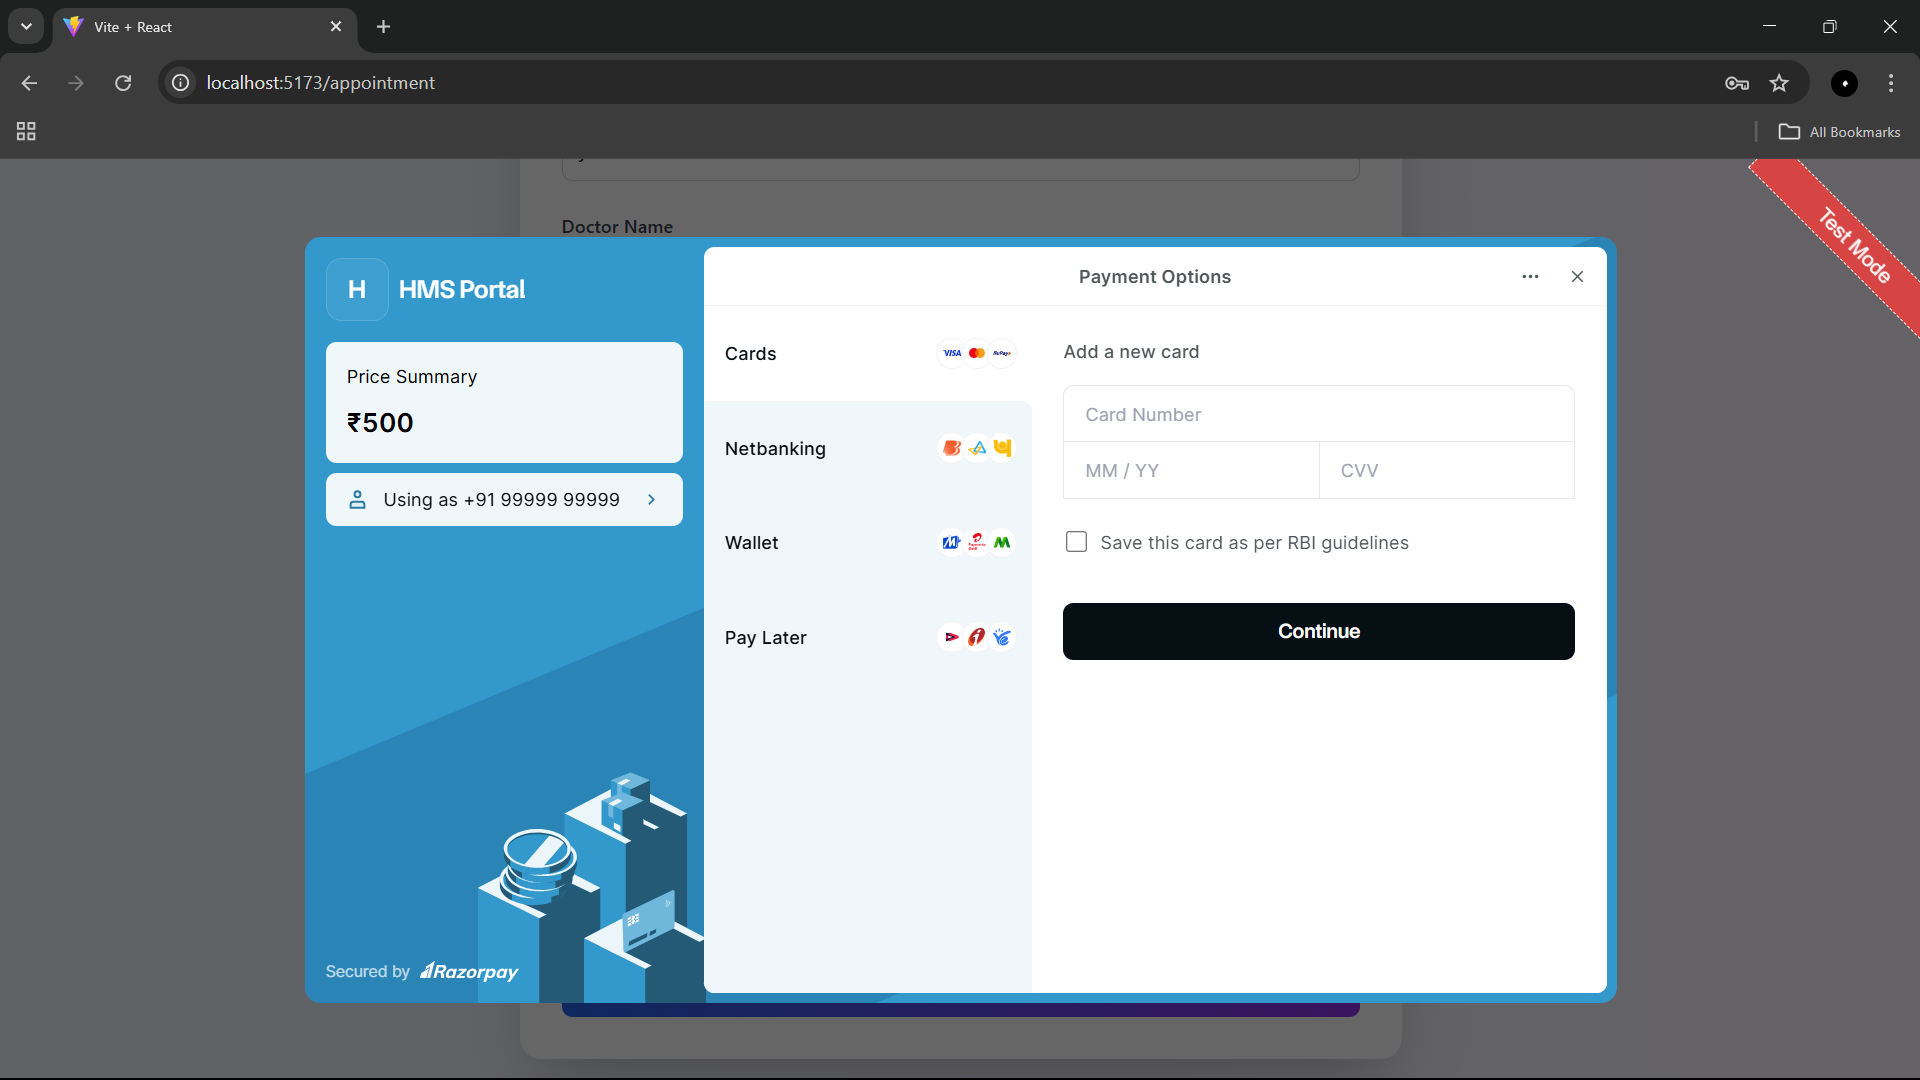 Vite + React
localhost:5173/appointment
All Bookmarks
Test Mode
Doctor Name
H
HMS Portal
Price Summary
₹500
Using as +91 99999 99999
Secured by Razorpay
Payment Options
Cards
VISA
RuPay
Netbanking
Wallet
Pay Later
Add a new card
Card Number
MM / YY
CVV
Save this card as per RBI guidelines
Continue